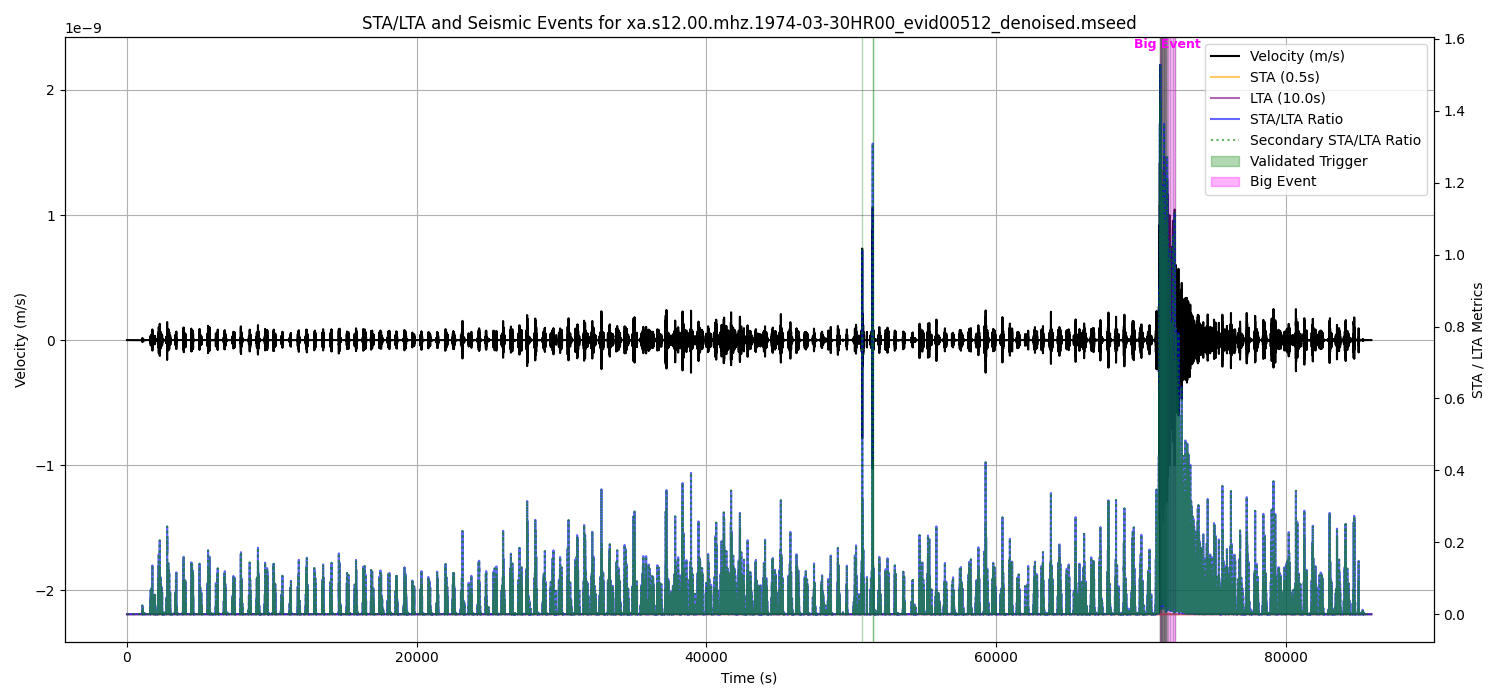 STA/LTA and Seismic Events for xa.s12.00.mhz.1974-03-30HR00_evid00512_denoised.mseed
1e−9
Big Event
Velocity (m/s)
STA (0.5s)
LTA (10.0s)
STA/LTA Ratio
Secondary STA/LTA Ratio
Validated Trigger
Big Event
2
1
0
−1
−2
Velocity (m/s)
1.6
1.4
1.2
1.0
0.8
0.6
0.4
0.2
0.0
STA / LTA Metrics
0 20000 40000 60000 80000
Time (s)